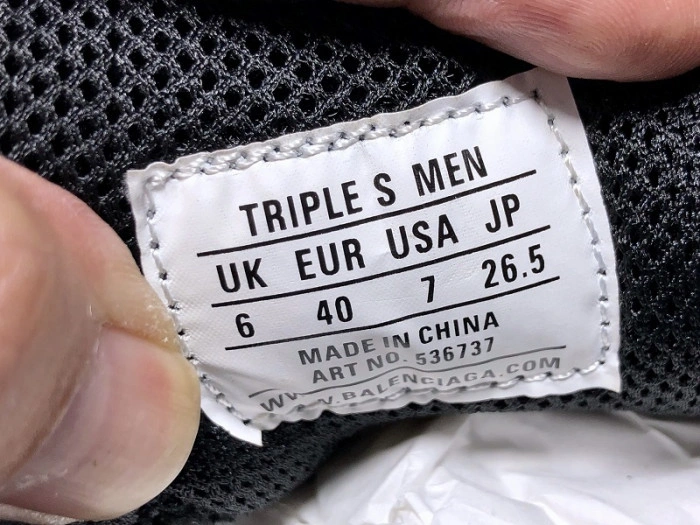 TRIPLE S MEN
UK EUR USA JP
6 40 7 26.5
MADE IN CHINA
ART NO. 536737
WWW.BALENCIAGA.COM